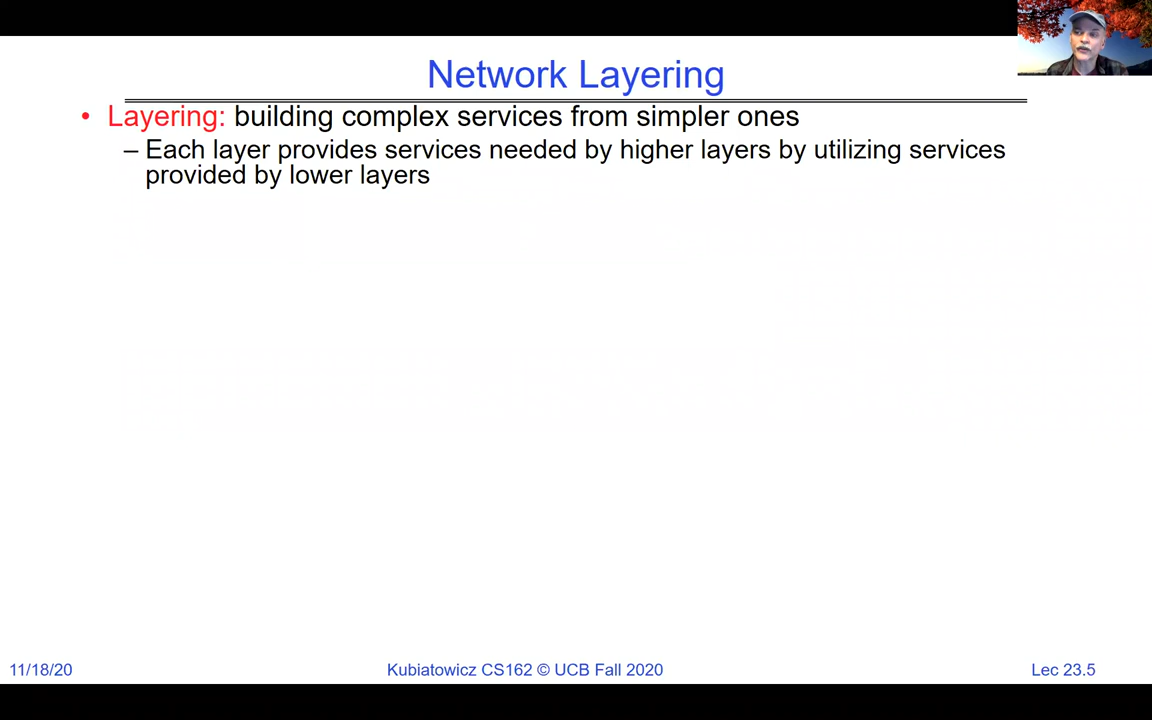 Network Layering
• Layering: building complex services from simpler ones
– Each layer provides services needed by higher layers by utilizing services
provided by lower layers
11/18/20 Kubiatowicz CS162 © UCB Fall 2020 Lec 23.5